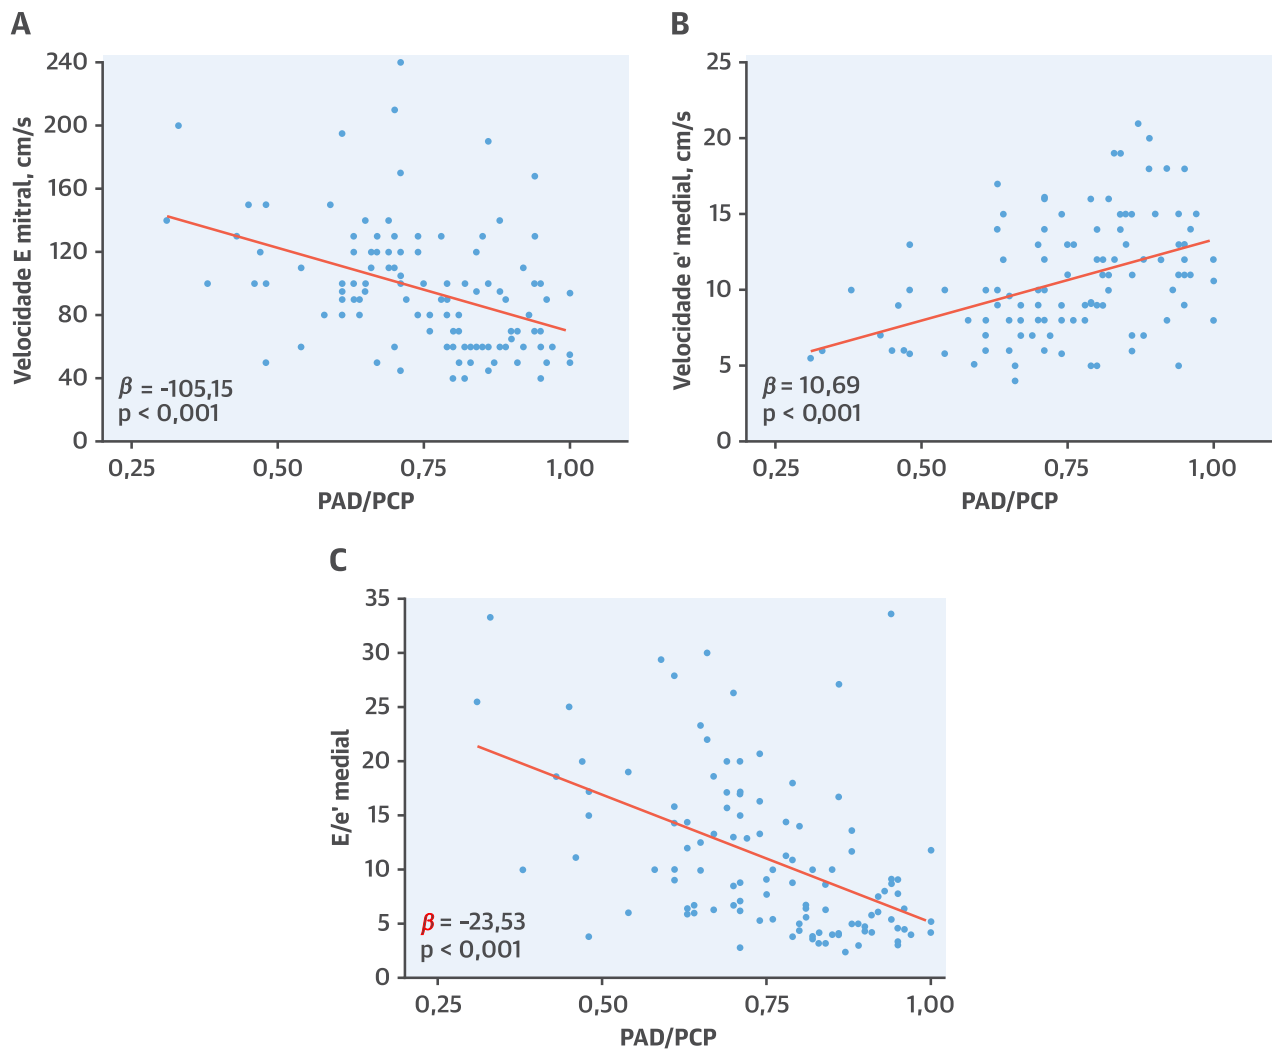 A
Velocidade E mitral, cm/s
240
200
160
120
80
40
0
β = -105,15
p < 0,001
0,25
0,50
0,75
1,00
PAD/PCP
B
Velocidade e' medial, cm/s
25
20
15
10
5
0
β = 10,69
p < 0,001
0,25
0,50
0,75
1,00
PAD/PCP
C
E/e' medial
35
30
25
20
15
10
5
0
β = -23,53
p < 0,001
0,25
0,50
0,75
1,00
PAD/PCP